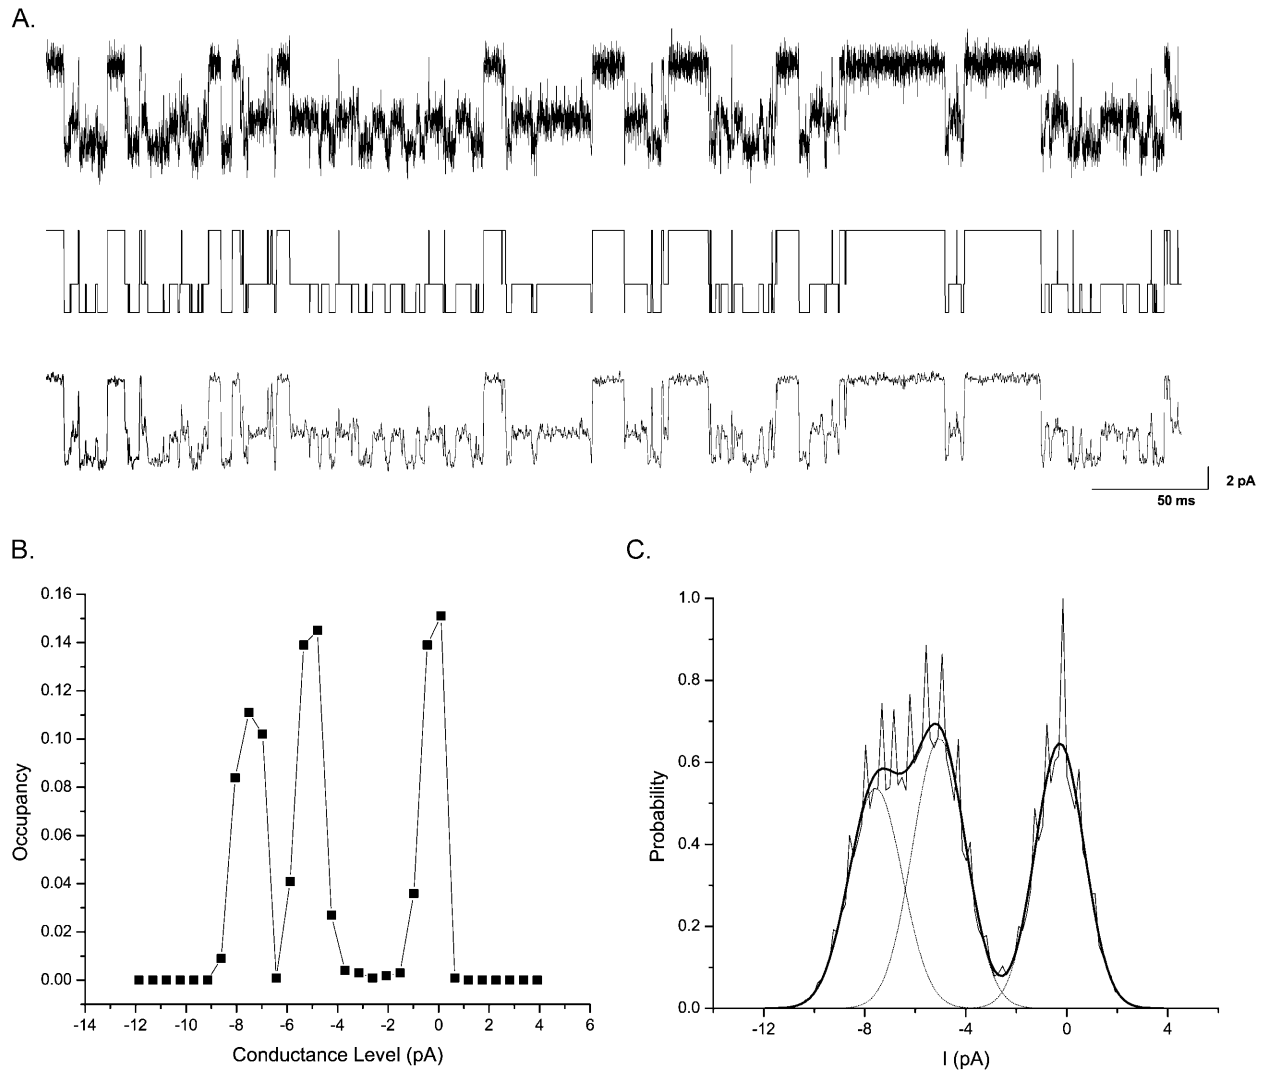 A.
2 pA
50 ms
B.
C.
0.16
0.14
0.12
0.10
0.08
0.06
0.04
0.02
0.00
Occupancy
-14 -12 -10 -8 -6 -4 -2 0 2 4 6
Conductance Level (pA)
1.0
0.8
0.6
0.4
0.2
0.0
Probability
-12 -8 -4 0 4
I (pA)